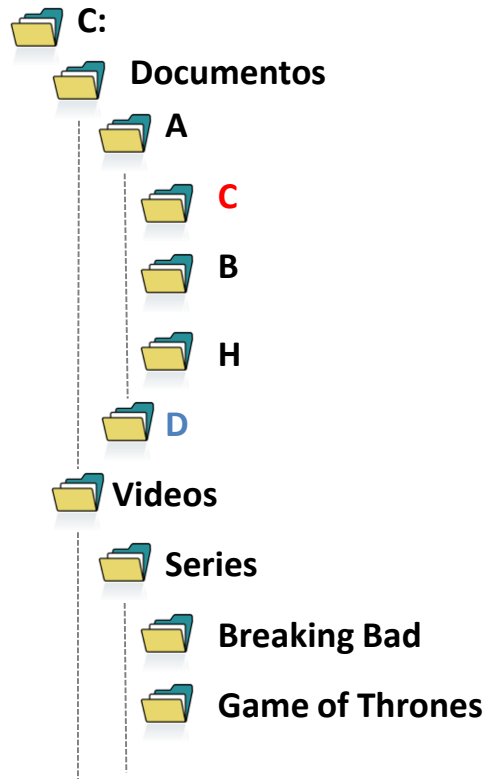 C:
Documentos
A
C
B
H
D
Videos
Series
Breaking Bad
Game of Thrones